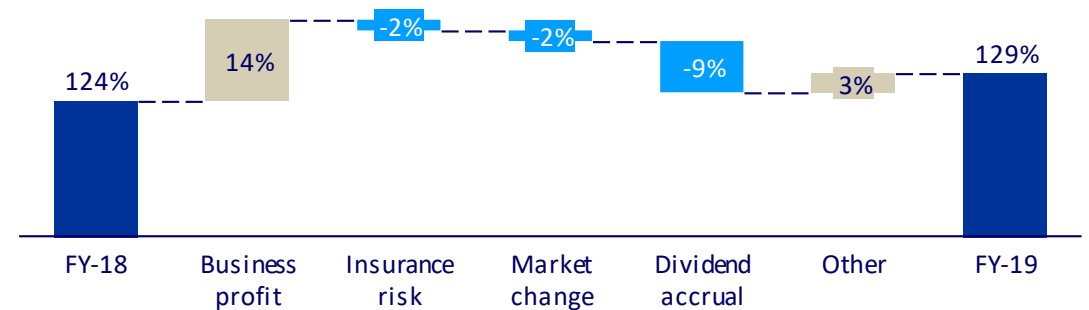 124%
14%
-2%
-2%
-9%
3%
129%
FY-18
Business
profit
Insurance
risk
Market
change
Dividend
accrual
Other
FY-19